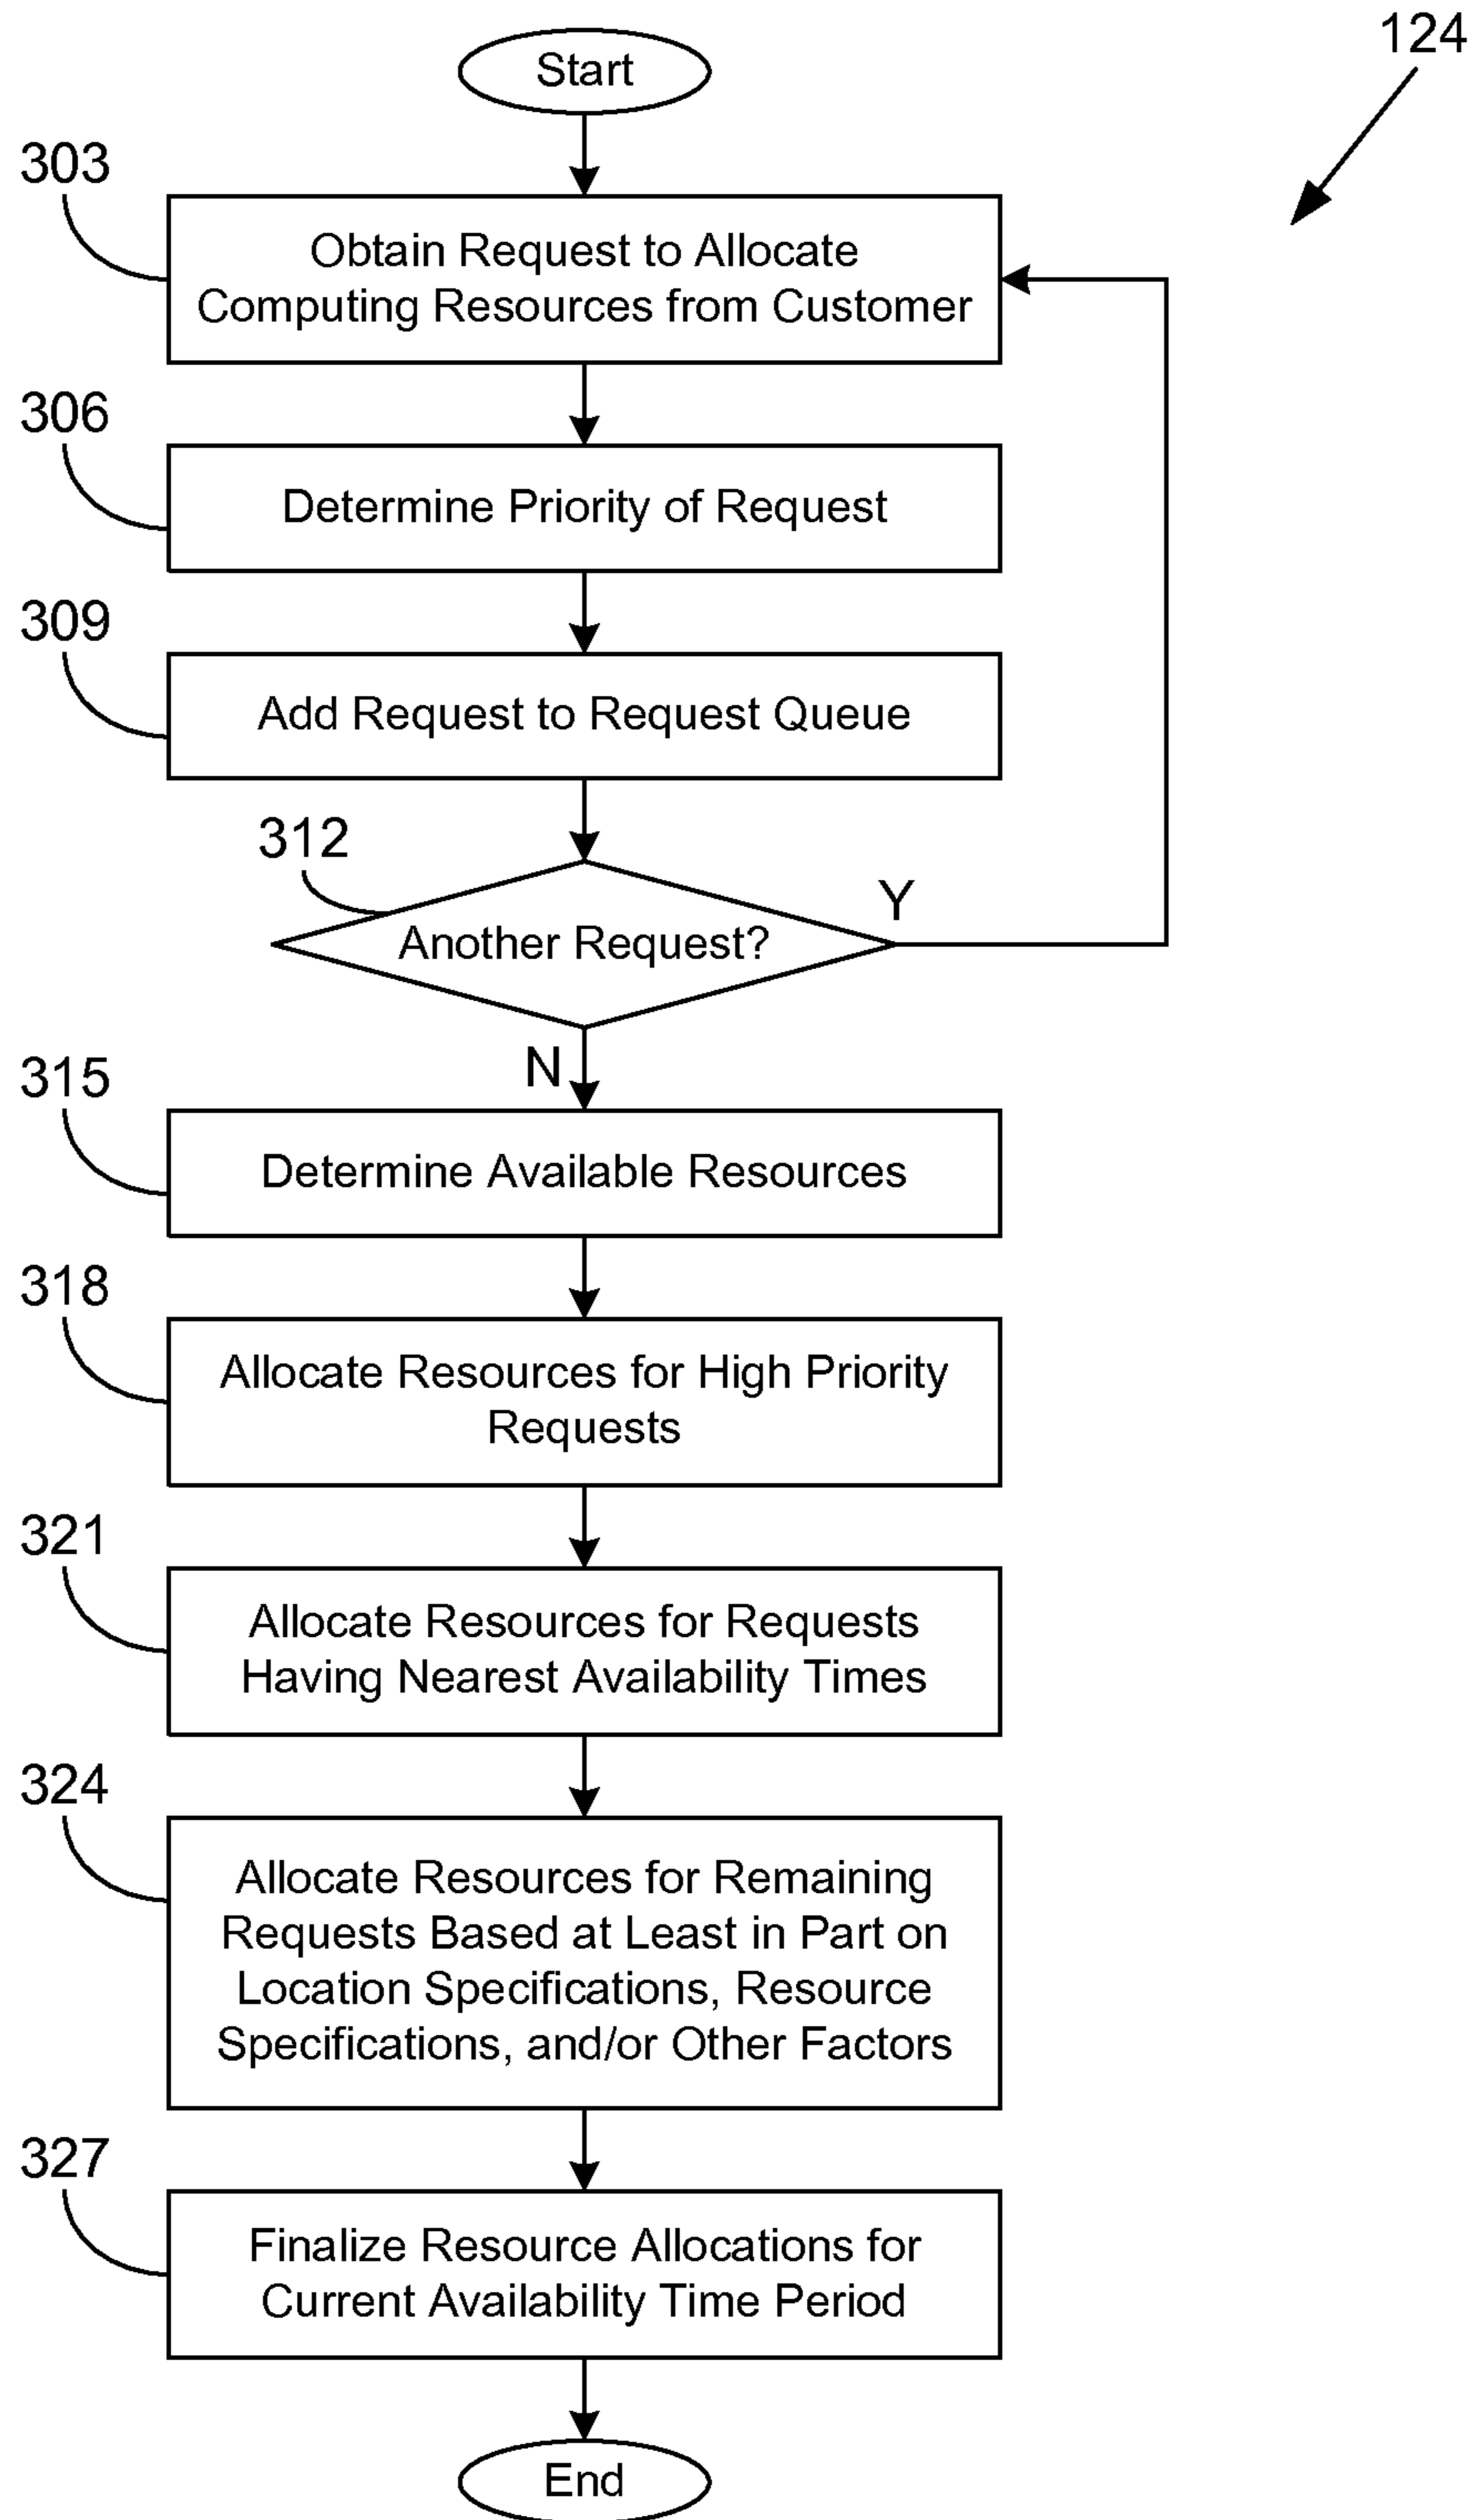 124
Start
303
Obtain Request to Allocate
Computing Resources from Customer
306
Determine Priority of Request
309
Add Request to Request Queue
312
Another Request?
Y
N
315
Determine Available Resources
318
Allocate Resources for High Priority
Requests
321
Allocate Resources for Requests
Having Nearest Availability Times
324
Allocate Resources for Remaining
Requests Based at Least in Part on
Location Specifications, Resource
Specifications, and/or Other Factors
327
Finalize Resource Allocations for
Current Availability Time Period
End